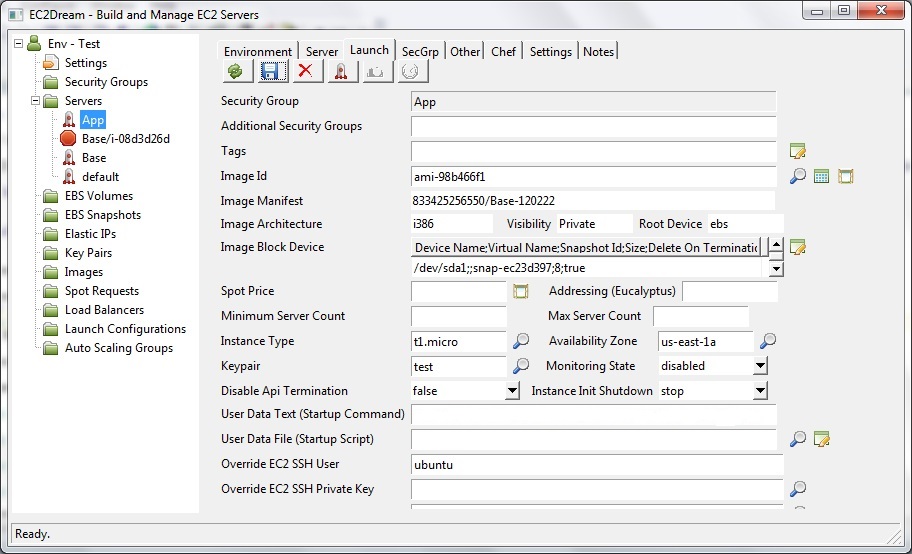 EC2Dream - Build and Manage EC2 Servers
Env - Test
Settings
Security Groups
Servers
App
Base/i-08d3d26d
Base
default
EBS Volumes
EBS Snapshots
Elastic IPs
Key Pairs
Images
Spot Requests
Load Balancers
Launch Configurations
Auto Scaling Groups
Environment Server Launch SecGrp Other Chef Settings Notes
Security Group App
Additional Security Groups
Tags
Image Id ami-98b466f1
Image Manifest 833425256550/Base-120222
Image Architecture i386 Visibility Private Root Device ebs
Image Block Device Device Name;Virtual Name;Snapshot Id;Size;Delete On Terminatic
/dev/sda1;;snap-ec23d397;8;true
Spot Price Addressing (Eucalyptus)
Minimum Server Count Max Server Count
Instance Type t1.micro Availability Zone us-east-1a
Keypair test Monitoring State disabled
Disable Api Termination false Instance Init Shutdown stop
User Data Text (Startup Command)
User Data File (Startup Script)
Override EC2 SSH User ubuntu
Override EC2 SSH Private Key
Ready.